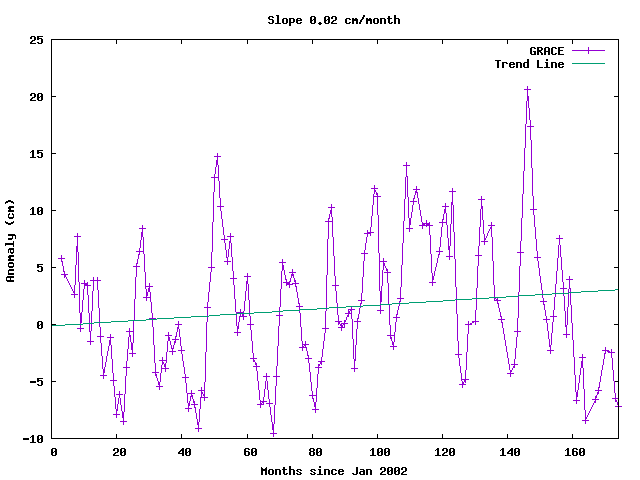 Slope 0.02 cm/month
GRACE
Trend Line
25
20
15
10
5
0
-5
-10
Anomaly (cm)
0 20 40 60 80 100 120 140 160
Months since Jan 2002